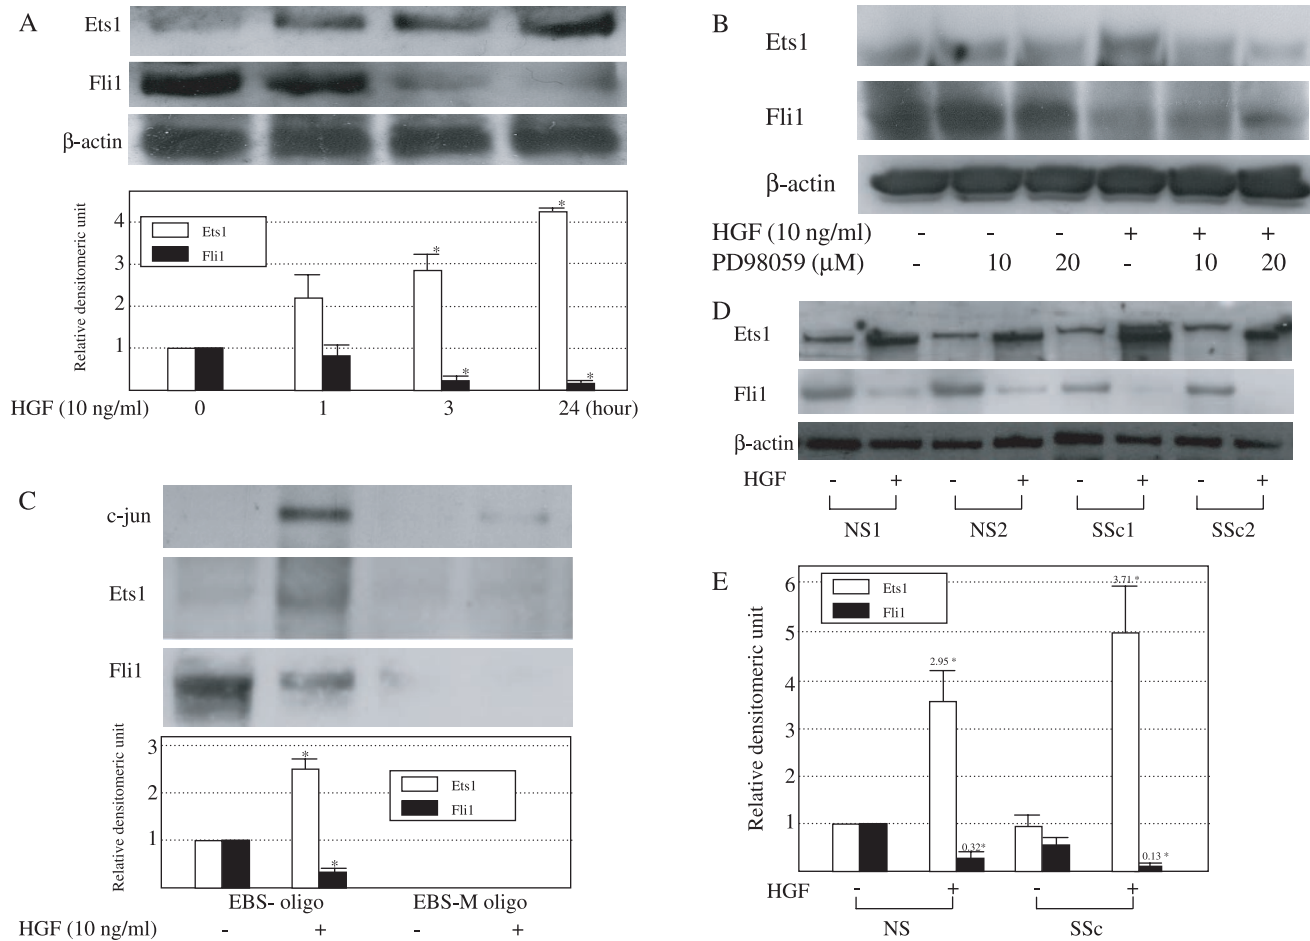 A
Ets1
Fli1
β-actin
Relative densitomeric unit
4
3
2
1
Ets1
Fli1
*
*
*
*
HGF (10 ng/ml) 0 1 3 24 (hour)
B
Ets1
Fli1
β-actin
HGF (10 ng/ml) - - - + + +
PD98059 (μM) - 10 20 - 10 20
C
c-jun
Ets1
Fli1
Relative densitomeric unit
3
2
1
*
*
Ets1
Fli1
EBS- oligo EBS-M oligo
HGF (10 ng/ml) - + - +
D
Ets1
Fli1
β-actin
HGF - + - + - + - +
NS1 NS2 SSc1 SSc2
E
Relative densitomeric unit
6
5
4
3
2
1
Ets1
Fli1
2.95 *
0.32*
3.71 *
0.13 *
HGF - + - +
NS SSc